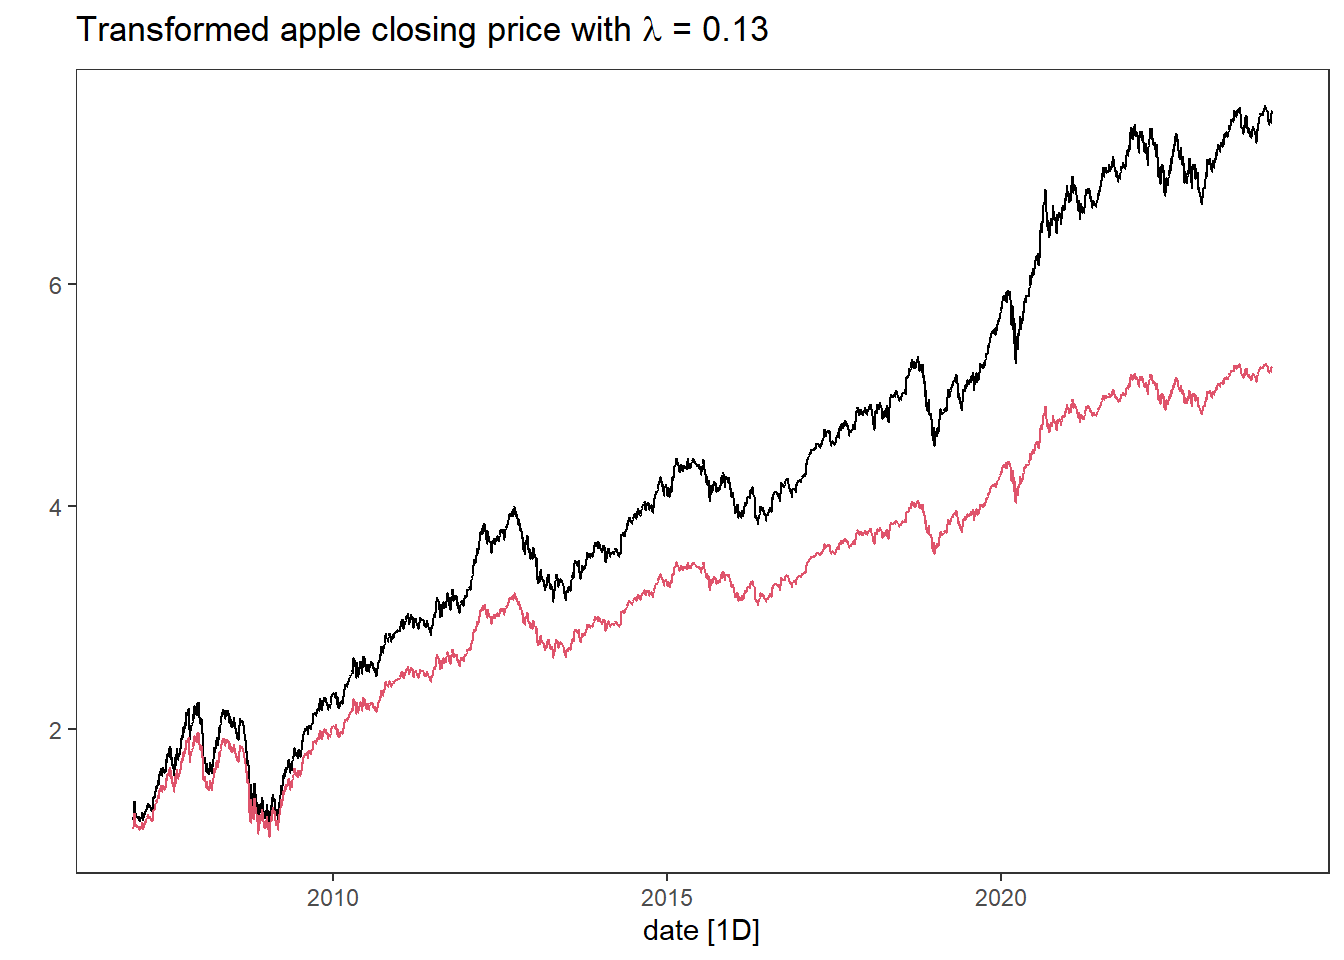 Transformed apple closing price with λ = 0.13
6
4
2
2010 2015 2020
date [1D]